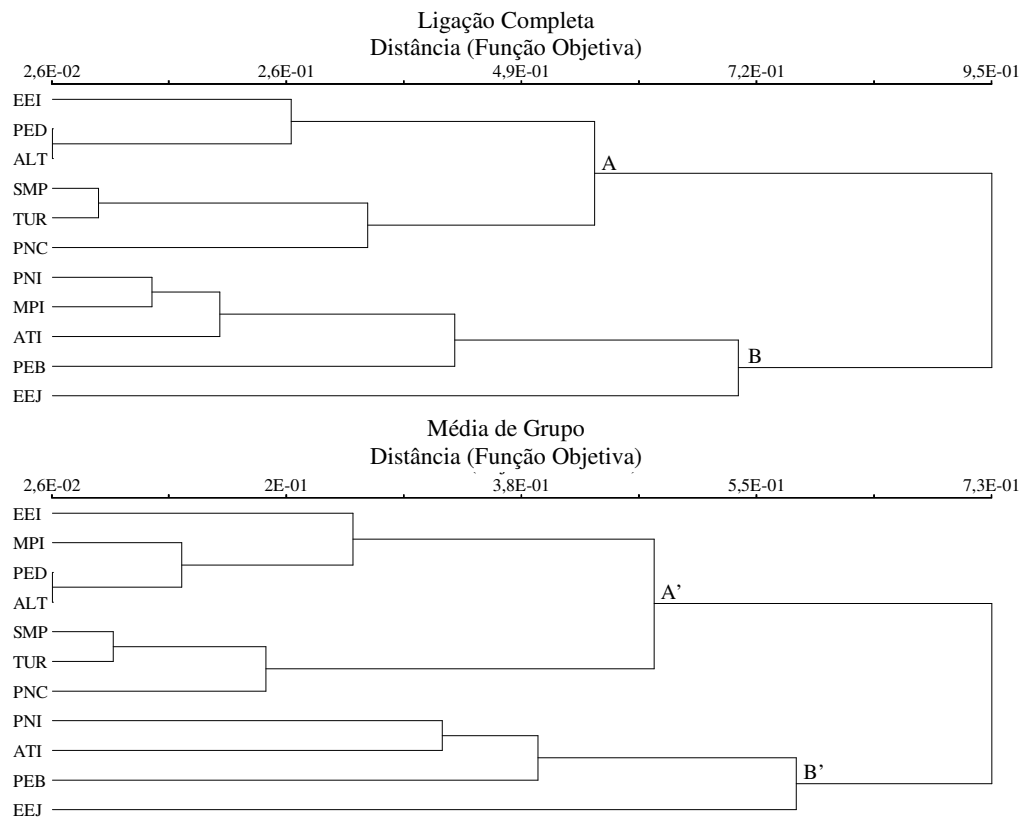 Ligação Completa
Distância (Função Objetiva)
2,6E-02 2,6E-01 4,9E-01 7,2E-01 9,5E-01
EEI
PED
ALT
A
SMP
TUR
PNC
PNI
MPI
ATI
B
PEB
EEJ
Média de Grupo
Distância (Função Objetiva)
2,6E-02 2E-01 3,8E-01 5,5E-01 7,3E-01
EEI
MPI
PED
A'
ALT
SMP
TUR
PNC
PNI
ATI
B'
PEB
EEJ